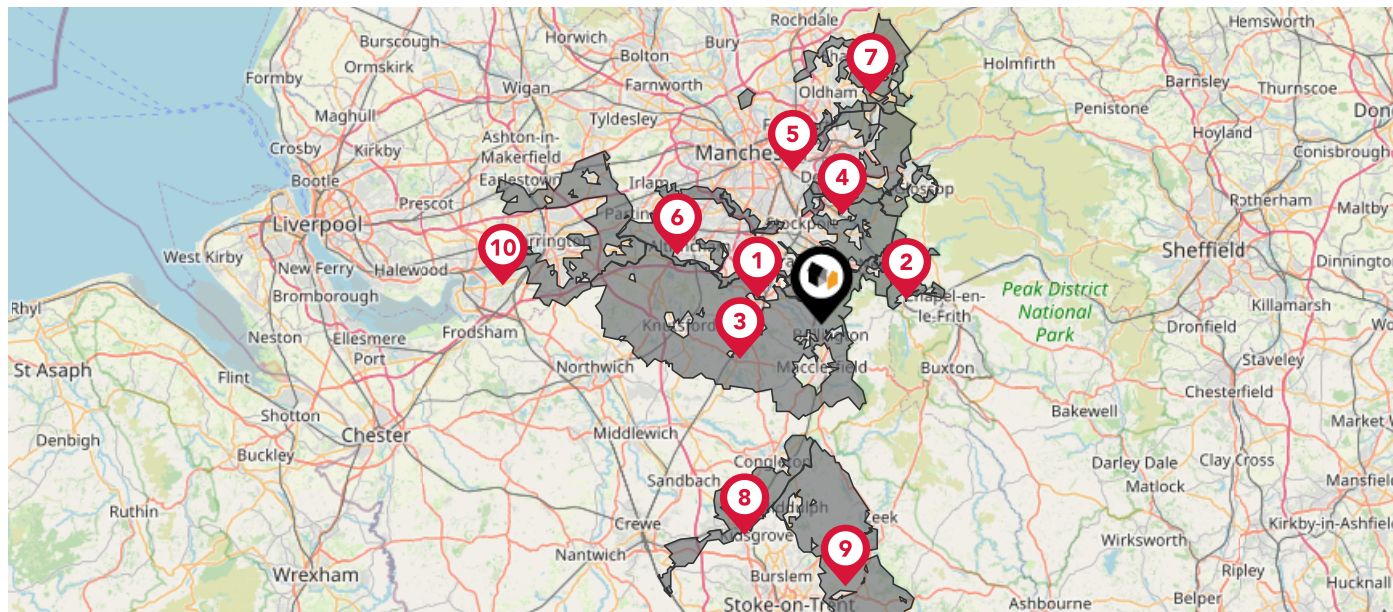 Rochdale
Hemsworth
Burscough
Horwich
Bury
Bolton
Holmfirth
Ormskirk
7
Formby
Wigan
Farnworth
Oldham
Barnsley
Thurnscoe
Penistone
Maghull
Tyldesley
Hoyland
Crosby
Kirkby
Ashton-in-
Makerfield
5
Conisbrough
Bootle
Earlestown
Irlam
4
Prescot
Rotherham
Maltby
Liverpool
6
Stockport
Sheffield
West Kirby
New Ferry
Halewood
10
1
2
Dinnington
Bromborough
Chapel-en-
le-Frith
Peak District
National
Park
Killamarsh
Rhyl
Neston
Ellesmere
Port
Frodsham
Knutsford
3
Dronfield
St Asaph
Flint
Northwich
Macclesfield
Buxton
Staveley
Chesterfield
Shotton
Bakewell
Denbigh
Chester
Middlewich
Buckley
Congleton
Darley Dale
Clay Cross
Matlock
Sandbach
8
Ruthin
Crewe
Nantwich
9
Wirksworth
Kirkby-in-Ashfield
Wrexham
Burslem
Ripley
Hucknall
Stoke-on-Trent
Ashbourne
Belper